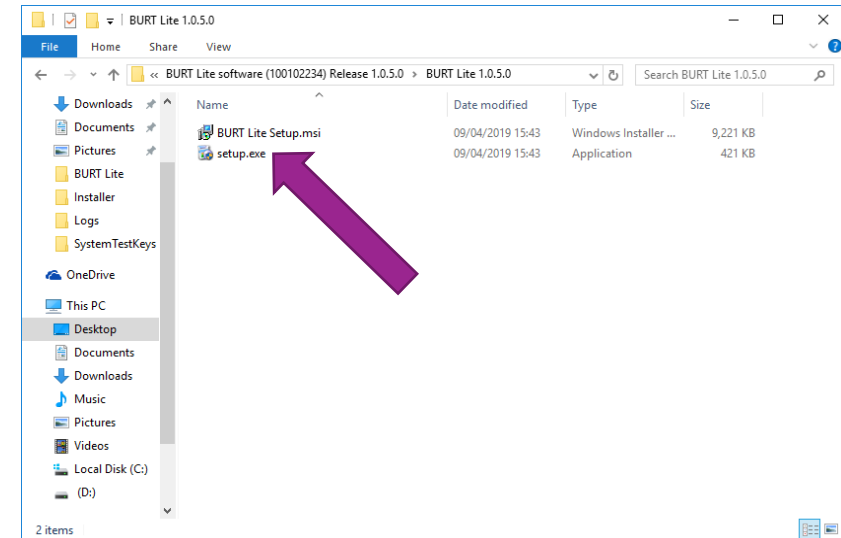 BURT Lite 1.0.5.0
File Home Share View
« BURT Lite software (100102234) Release 1.0.5.0 > BURT Lite 1.0.5.0 Search BURT Lite 1.0.5.0
Name Date modified Type Size
BURT Lite Setup.msi 09/04/2019 15:43 Windows Installer ... 9,221 KB
setup.exe 09/04/2019 15:43 Application 421 KB
Downloads
Documents
Pictures
BURT Lite
Installer
Logs
SystemTestKeys
OneDrive
This PC
Desktop
Documents
Downloads
Music
Pictures
Videos
Local Disk (C:)
(D:)
2 items